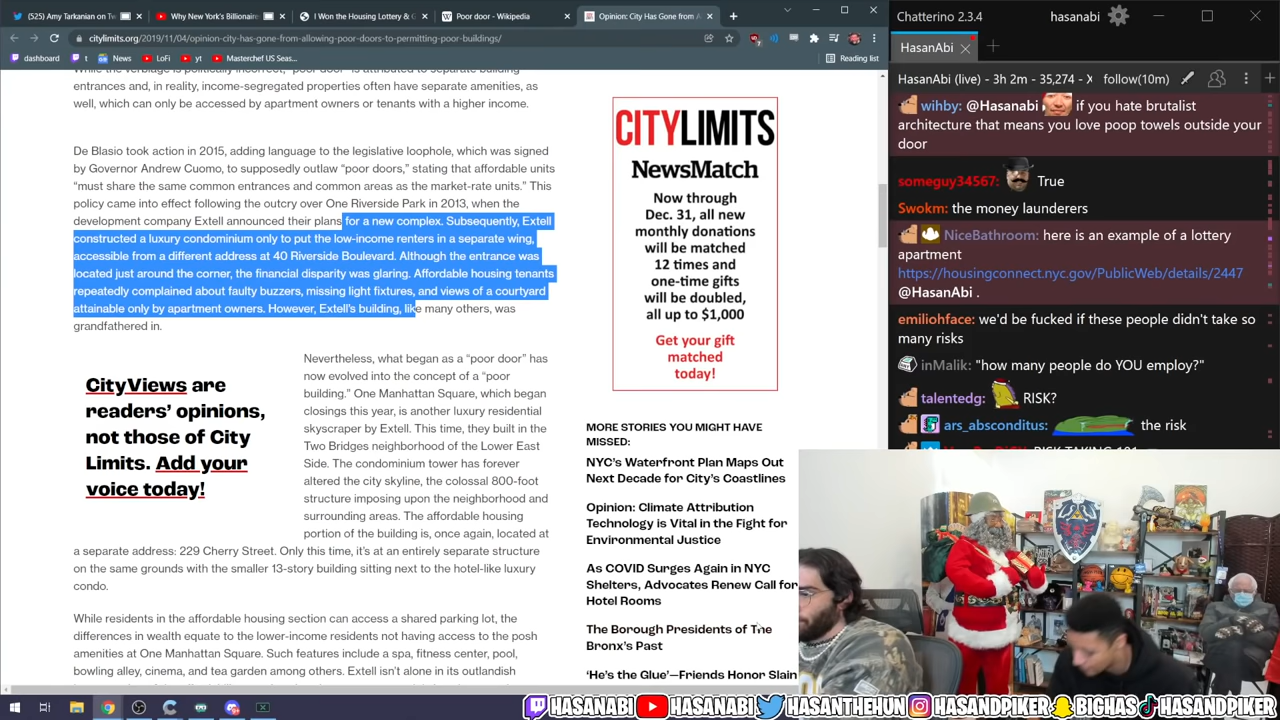 (525) Amy Tarkanian on Tw
Why New York's Billionaire
I Won the Housing Lottery & G
Poor door - Wikipedia
Opinion: City Has Gone from A
citylimits.org/2019/11/04/opinion-city-has-gone-from-allowing-poor-doors-to-permitting-poor-buildings/
dashboard
t
News
LoFi
yt
Masterchef US Seas...
Reading list
While the verbiage is politically incorrect, "poor door" is attributed to separate building
entrances and, in reality, income-segregated properties often have separate amenities, as
well, which can only be accessed by apartment owners or tenants with a higher income.
De Blasio took action in 2015, adding language to the legislative loophole, which was signed
by Governor Andrew Cuomo, to supposedly outlaw "poor doors," stating that affordable units
"must share the same common entrances and common areas as the market-rate units." This
policy came into effect following the outcry over One Riverside Park in 2013, when the
development company Extell announced their plans for a new complex. Subsequently, Extell
constructed a luxury condominium only to put the low-income renters in a separate wing,
accessible from a different address at 40 Riverside Boulevard. Although the entrance was
located just around the corner, the financial disparity was glaring. Affordable housing tenants
repeatedly complained about faulty buzzers, missing light fixtures, and views of a courtyard
attainable only by apartment owners. However, Extell's building, like many others, was
grandfathered in.
CityViews are
readers' opinions,
not those of City
Limits. Add your
voice today!
Nevertheless, what began as a "poor door" has
now evolved into the concept of a "poor
building." One Manhattan Square, which began
closings this year, is another luxury residential
skyscraper by Extell. This time, they built in the
Two Bridges neighborhood of the Lower East
Side. The condominium tower has forever
altered the city skyline, the colossal 800-foot
structure imposing upon the neighborhood and
surrounding areas. The affordable housing
portion of the building is, once again, located at
a separate address: 229 Cherry Street. Only this time, it's at an entirely separate structure
on the same grounds with the smaller 13-story building sitting next to the hotel-like luxury
condo.
While residents in the affordable housing section can access a shared parking lot, the
differences in wealth equate to the lower-income residents not having access to the posh
amenities at One Manhattan Square. Such features include a spa, fitness center, pool,
bowling alley, cinema, and tea garden among others. Extell isn't alone in its outlandish
CITYLIMITS
NewsMatch
Now through
Dec. 31, all new
monthly donations
will be matched
12 times and
one-time gifts
will be doubled,
all up to $1,000
Get your gift
matched
today!
MORE STORIES YOU MIGHT HAVE
MISSED:
NYC's Waterfront Plan Maps Out
Next Decade for City's Coastlines
Opinion: Climate Attribution
Technology is Vital in the Fight for
Environmental Justice
As COVID Surges Again in NYC
Shelters, Advocates Renew Call for
Hotel Rooms
The Borough Presidents of The
Bronx's Past
'He's the Glue'—Friends Honor Slain
Chatterino 2.3.4
hasanabi
HasanAbi
HasanAbi (live) - 3h 2m - 35,274 - X follow(10m)
wihby: @Hasanabi if you hate brutalist
architecture that means you love poop towels outside your
door
someguy34567: True
Swokm: the money launderers
NiceBathroom: here is an example of a lottery
apartment
https://housingconnect.nyc.gov/PublicWeb/details/2447
@HasanAbi .
emiliohface: we'd be fucked if these people didn't take so
many risks
inMalik: "how many people do YOU employ?"
talentedg: RISK?
ars_absconditus: the risk
HASANABI
HASANABI
HASANTHEHUN
HASANDPIKER
BIGHAS
HASANDPIKER